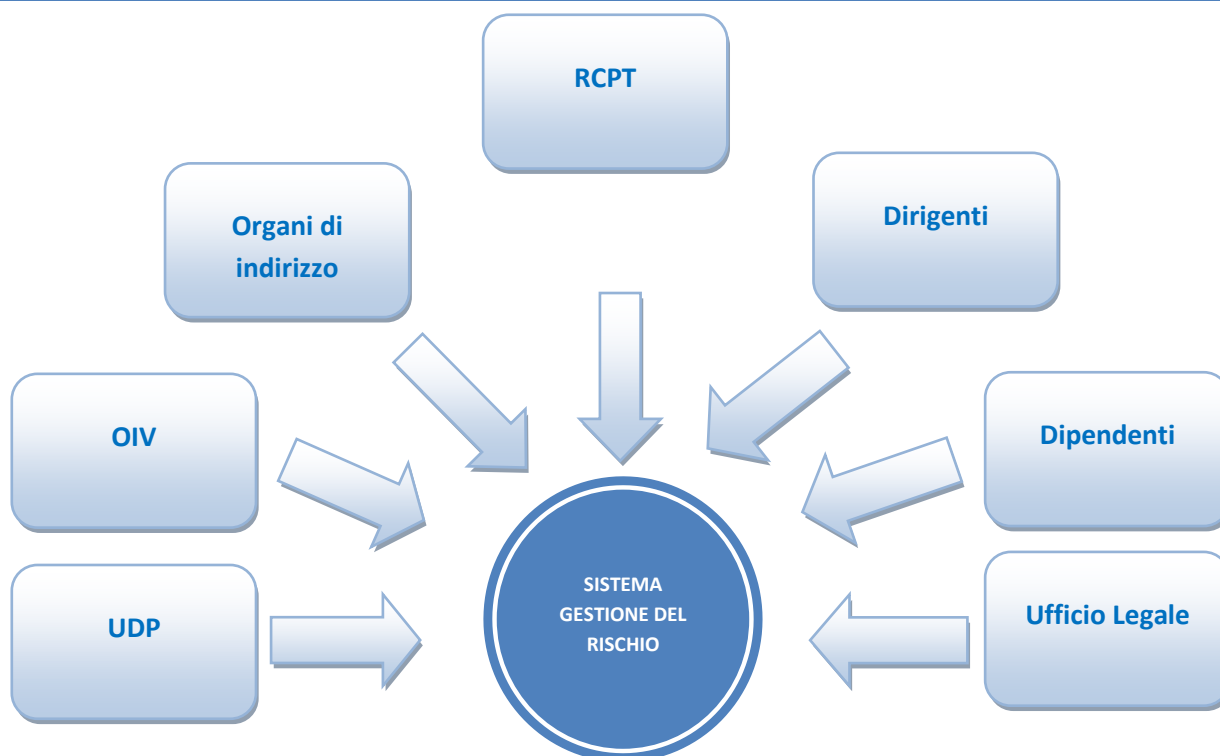 RCPT
Organi di
indirizzo
Dirigenti
OIV
Dipendenti
UDP
Ufficio Legale
SISTEMA
GESTIONE DEL
RISCHIO